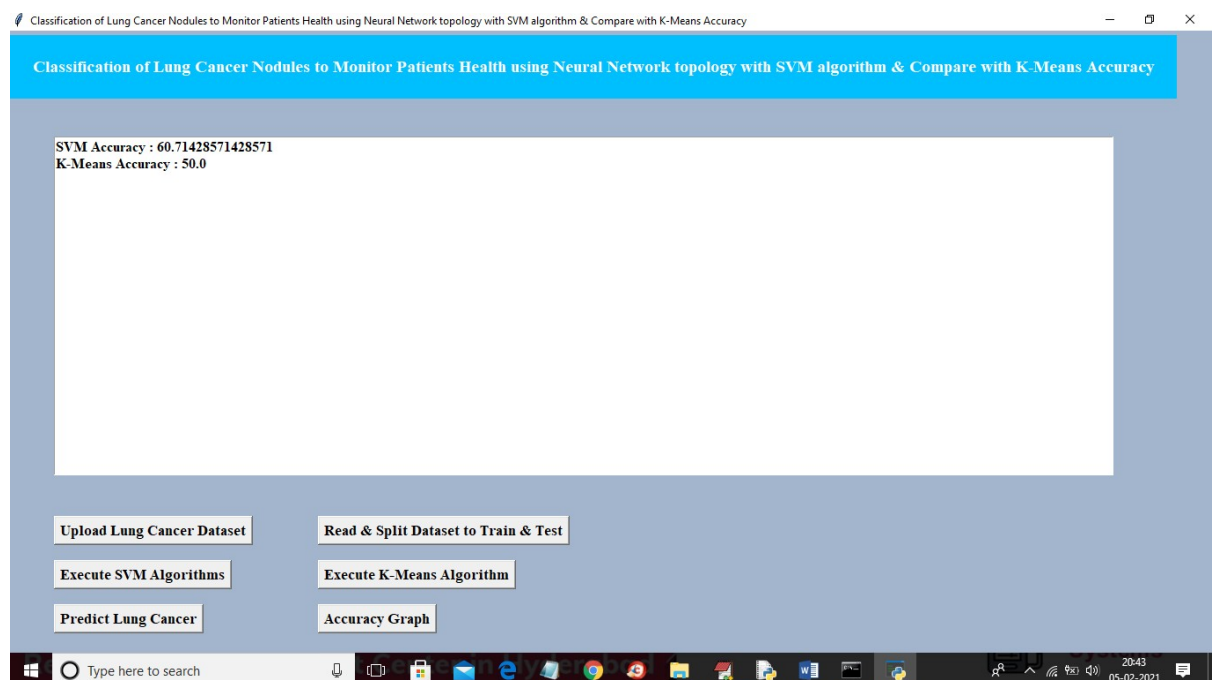 Classification of Lung Cancer Nodules to Monitor Patients Health using Neural Network topology with SVM algorithm & Compare with K-Means Accuracy
Classification of Lung Cancer Nodules to Monitor Patients Health using Neural Network topology with SVM algorithm & Compare with K-Means Accuracy
SVM Accuracy : 60.71428571428571
K-Means Accuracy : 50.0
Upload Lung Cancer Dataset
Read & Split Dataset to Train & Test
Execute SVM Algorithms
Execute K-Means Algorithm
Predict Lung Cancer
Accuracy Graph
Type here to search
20:43
05-02-2021